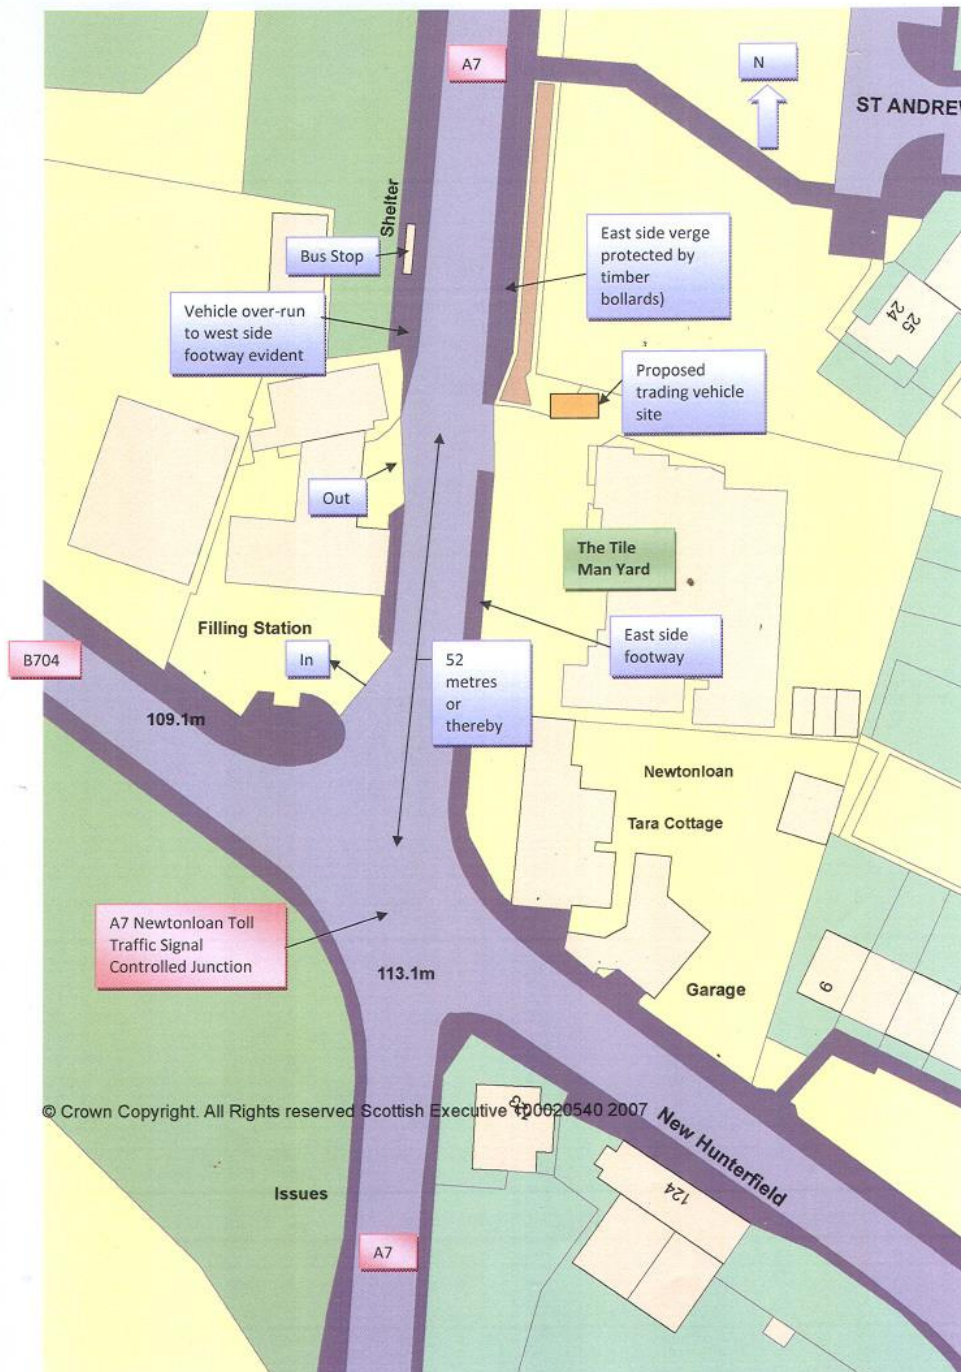 A7
N
ST ANDREW
Shelter
Bus Stop
East side verge
protected by
timber
bollards)
Vehicle over-run
to west side
footway evident
24
25
Proposed
trading vehicle
site
Out
The Tile
Man Yard
Filling Station
East side
footway
B704
In
52
metres
or
thereby
109.1m
Newtonloan
Tara Cottage
A7 Newtonloan Toll
Traffic Signal
Controlled Junction
113.1m
Garage
9
© Crown Copyright. All Rights reserved Scottish Executive 100020540 2007
New Hunterfield
124
Issues
A7